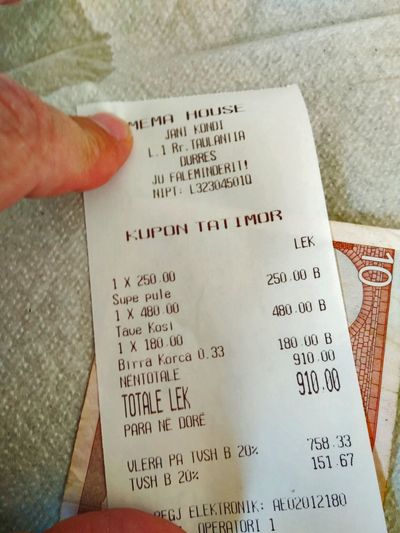 MEMA HOUSE
JANI KONDI
L.1 Rr.TAULANTIA
DURRES
JU FALEMINDERIT!
NIPT: L32304501Q
KUPON TATIMOR
LEK
1 X 250.00 250.00 B
Supe pule
1 X 480.00 480.00 B
Tave Kosi
1 X 180.00 180.00 B
Birra Korca 0.33
NENTOTALE 910.00
TOTALE LEK 910.00
PARA NË DORË
VLERA PA TVSH B 20% 758.33
TVSH B 20% 151.67
REGJ ELEKTRONIK: AE02012180
OPERATORI 1
10